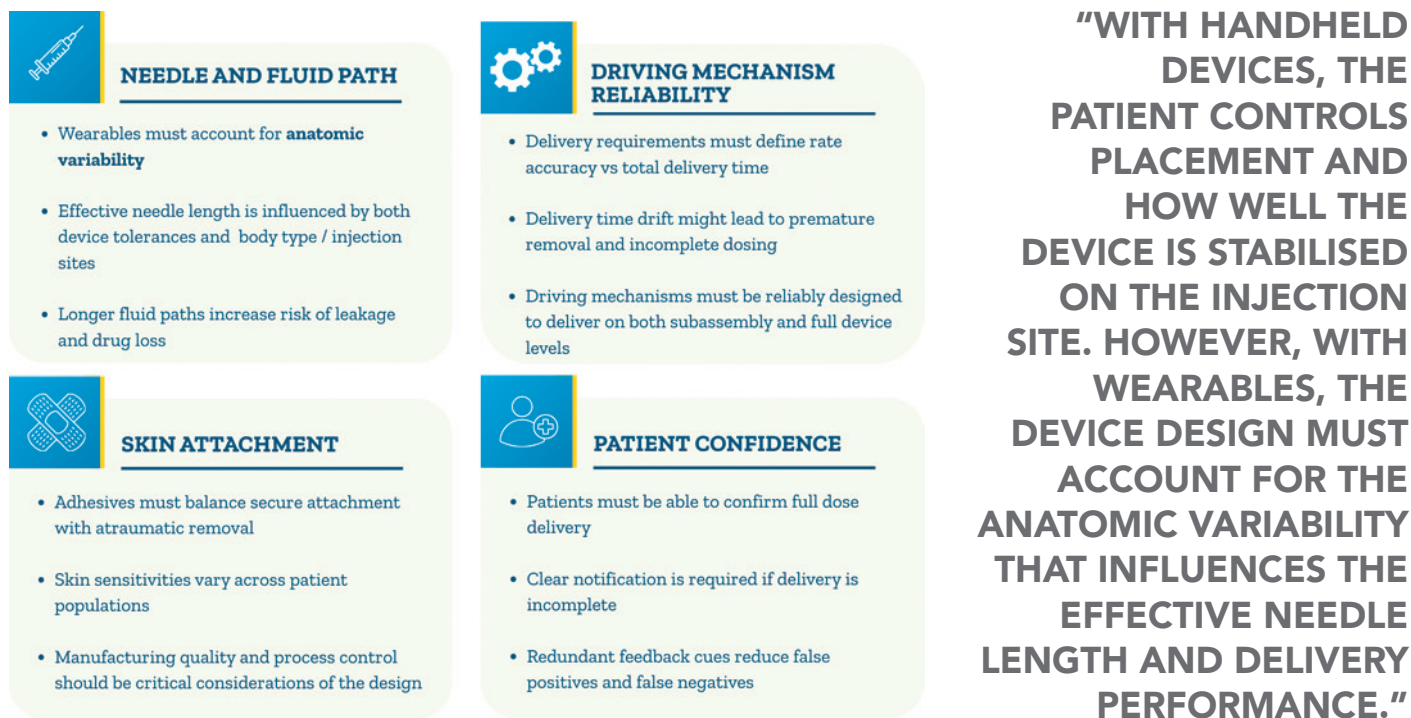 NEEDLE AND FLUID PATH
• Wearables must account for anatomic
variability
• Effective needle length is influenced by both
device tolerances and body type / injection
sites
• Longer fluid paths increase risk of leakage
and drug loss
DRIVING MECHANISM
RELIABILITY
• Delivery requirements must define rate
accuracy vs total delivery time
• Delivery time drift might lead to premature
removal and incomplete dosing
• Driving mechanisms must be reliably designed
to deliver on both subassembly and full device
levels
SKIN ATTACHMENT
• Adhesives must balance secure attachment
with atraumatic removal
• Skin sensitivities vary across patient
populations
• Manufacturing quality and process control
should be critical considerations of the design
PATIENT CONFIDENCE
• Patients must be able to confirm full dose
delivery
• Clear notification is required if delivery is
incomplete
• Redundant feedback cues reduce false
positives and false negatives
“WITH HANDHELD
DEVICES, THE
PATIENT CONTROLS
PLACEMENT AND
HOW WELL THE
DEVICE IS STABILISED
ON THE INJECTION
SITE. HOWEVER, WITH
WEARABLES, THE
DEVICE DESIGN MUST
ACCOUNT FOR THE
ANATOMIC VARIABILITY
THAT INFLUENCES THE
EFFECTIVE NEEDLE
LENGTH AND DELIVERY
PERFORMANCE.”